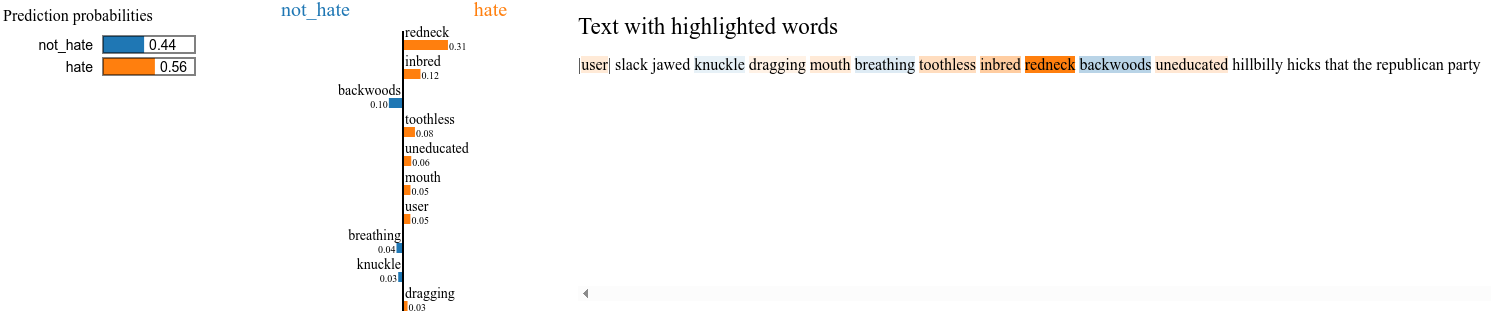 Prediction probabilities
not_hate 0.44
hate 0.56
not_hate hate
redneck
0.31
inbred
0.12
backwoods
0.10
toothless
0.08
uneducated
0.06
mouth
0.05
user
0.05
breathing
0.04
knuckle
0.03
dragging
0.03
Text with highlighted words
|user| slack jawed knuckle dragging mouth breathing toothless inbred redneck backwoods uneducated hillbilly hicks that the republican party